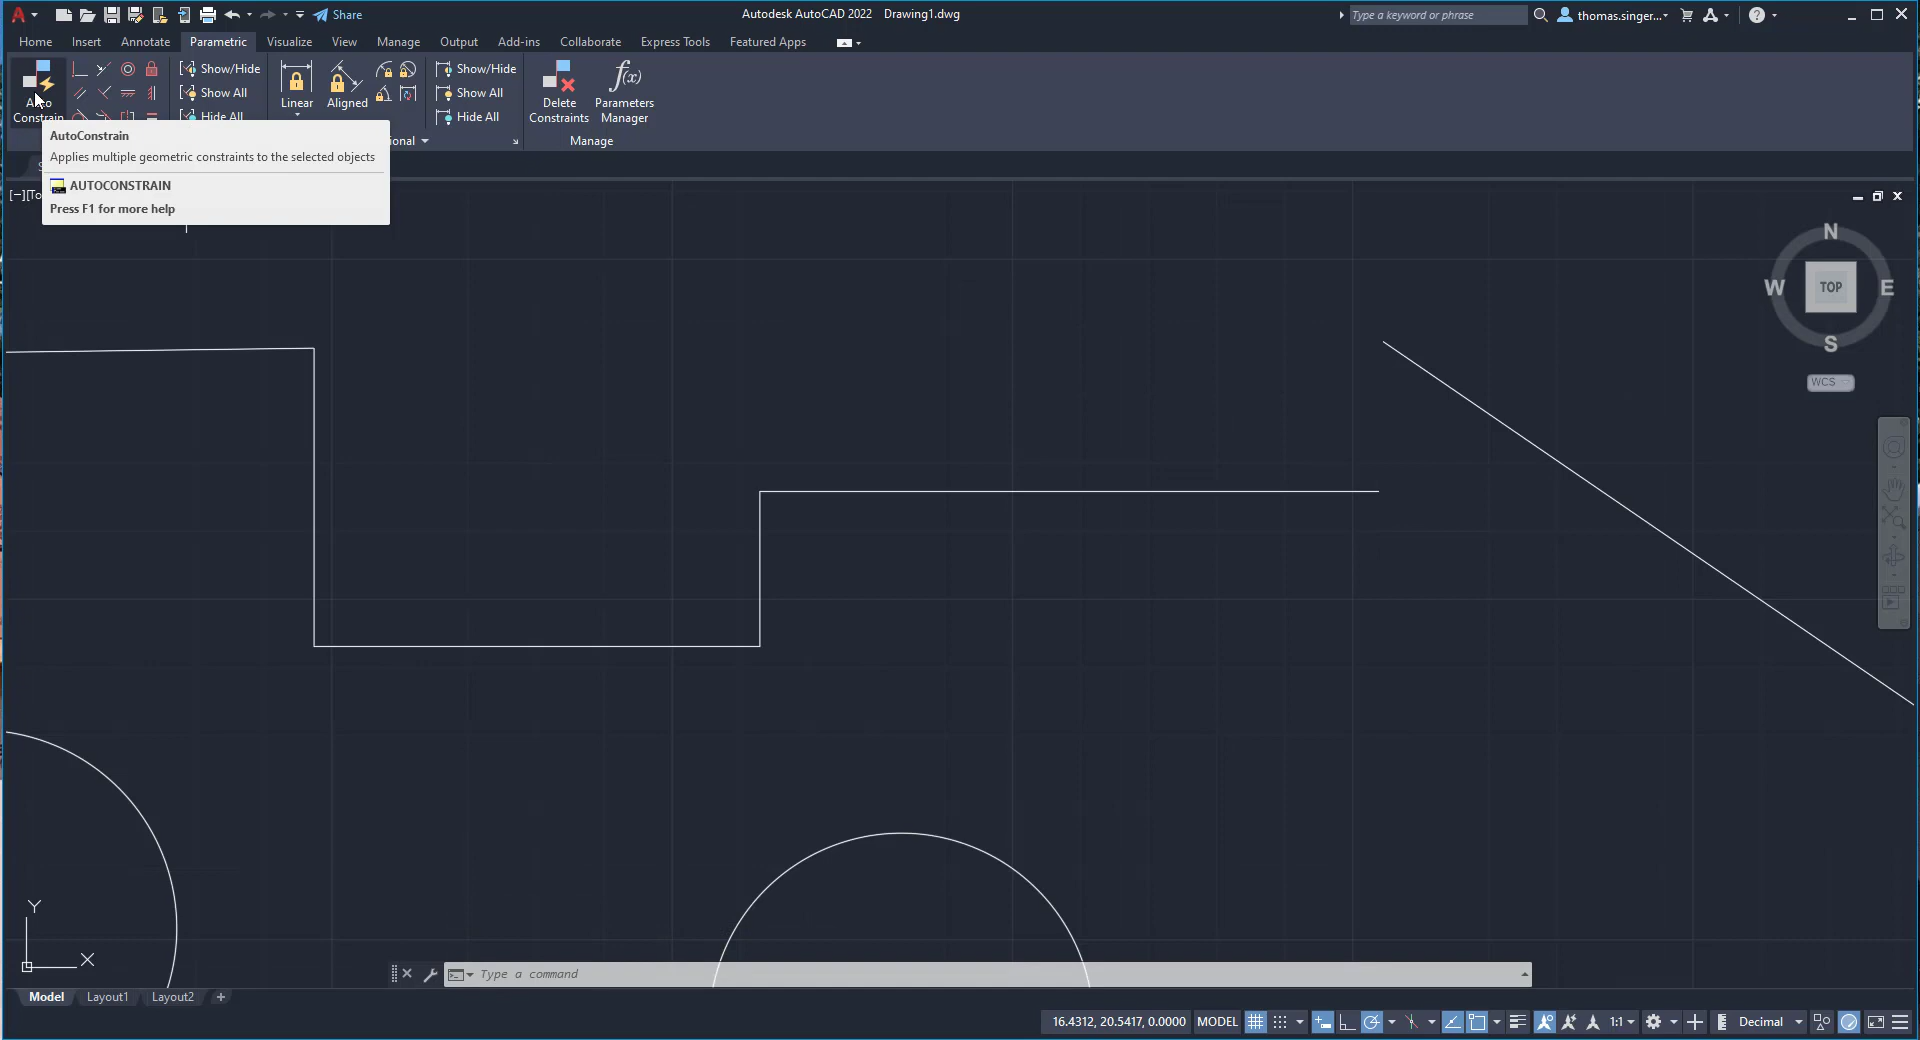 Share
Autodesk AutoCAD 2022 Drawing1.dwg
Type a keyword or phrase
thomas.singer...
Home Insert Annotate Parametric Visualize View Manage Output Add-ins Collaborate Express Tools Featured Apps
Auto
Constrain
Show/Hide
Show All
Hide All
Linear
Aligned
Show/Hide
Show All
Hide All
Delete
Constraints
Parameters
Manager
f(x)
ional
Manage
AutoConstrain
Applies multiple geometric constraints to the selected objects
AUTOCONSTRAIN
Press F1 for more help
[−][To
N
W TOP E
S
WCS
Y
X
Type a command
Model Layout1 Layout2 +
16.4312, 20.5417, 0.0000 MODEL 1:1 Decimal